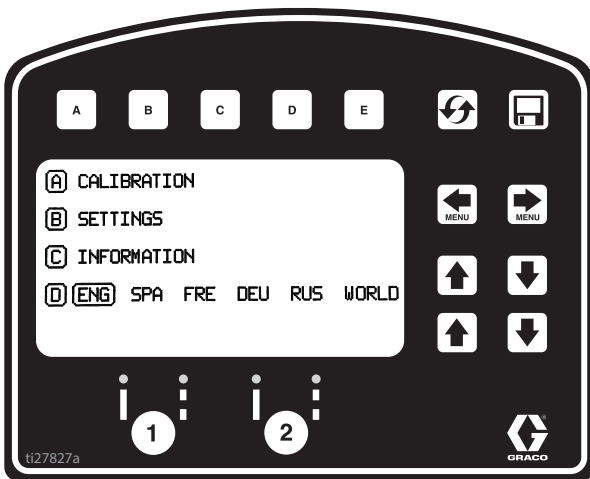 A B C D E
A CALIBRATION
MENU MENU
B SETTINGS
C INFORMATION
D ENG SPA FRE DEU RUS WORLD
1 2
ti27827a
GRACO